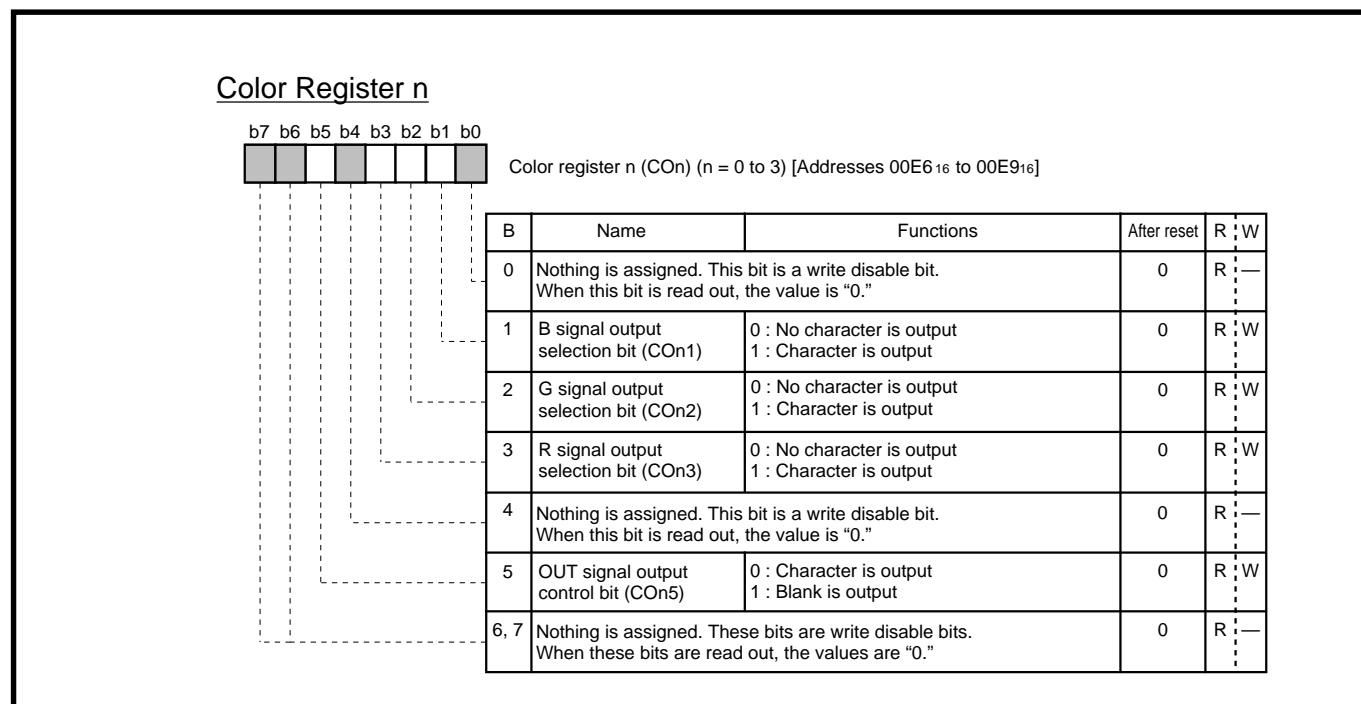 Color Register n
b7 b6 b5 b4 b3 b2 b1 b0
Color register n (COn) (n = 0 to 3) [Addresses 00E616 to 00E916]
B Name Functions After reset R W
0 Nothing is assigned. This bit is a write disable bit. 0 R —
When this bit is read out, the value is “0.”
1 B signal output 0 : No character is output 0 R W
selection bit (COn1) 1 : Character is output
2 G signal output 0 : No character is output 0 R W
selection bit (COn2) 1 : Character is output
3 R signal output 0 : No character is output 0 R W
selection bit (COn3) 1 : Character is output
4 Nothing is assigned. This bit is a write disable bit. 0 R —
When this bit is read out, the value is “0.”
5 OUT signal output 0 : Character is output 0 R W
control bit (COn5) 1 : Blank is output
6, 7 Nothing is assigned. These bits are write disable bits. 0 R —
When these bits are read out, the values are “0.”